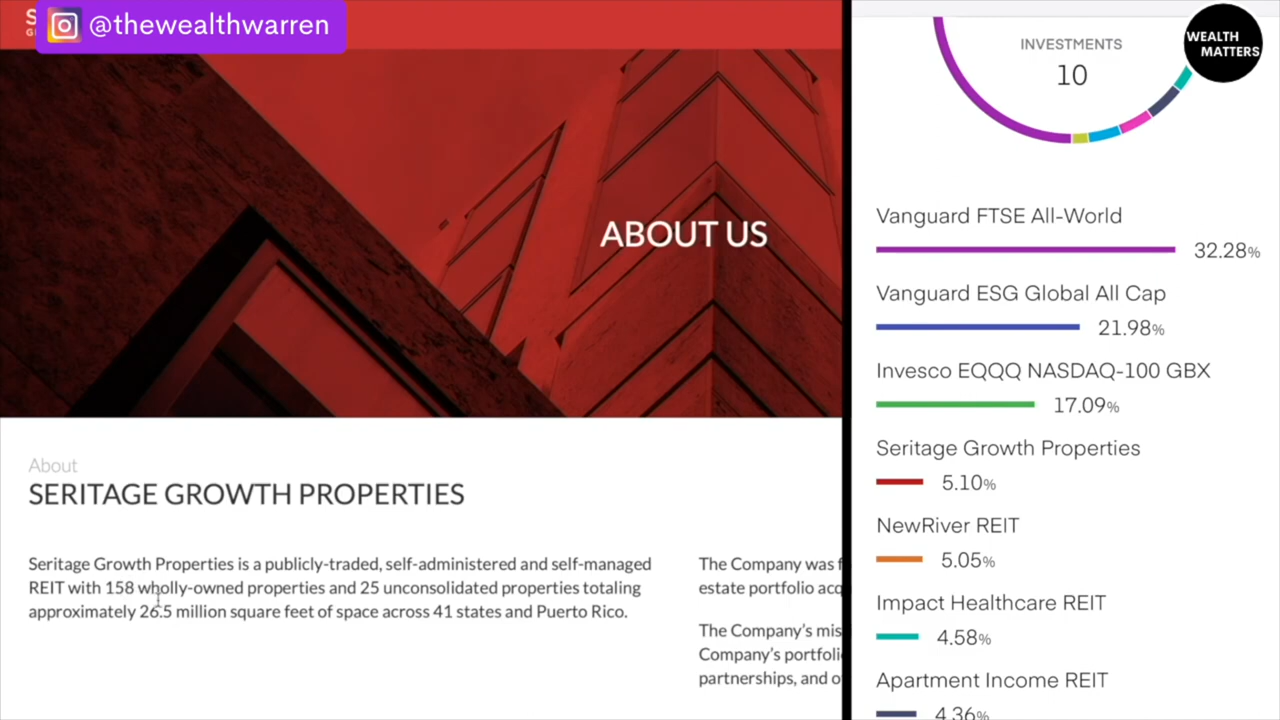 @thewealthwarren
ABOUT US
About
SERITAGE GROWTH PROPERTIES
Seritage Growth Properties is a publicly-traded, self-administered and self-managed
REIT with 158 wholly-owned properties and 25 unconsolidated properties totaling
approximately 26.5 million square feet of space across 41 states and Puerto Rico.
The Company was
estate portfolio
The Company's
Company's
partnerships, and
WEALTH
MATTERS
INVESTMENTS
10
Vanguard FTSE All-World
32.28%
Vanguard ESG Global All Cap
21.98%
Invesco EQQQ NASDAQ-100 GBX
17.09%
Seritage Growth Properties
5.10%
NewRiver REIT
5.05%
Impact Healthcare REIT
4.58%
Apartment Income REIT
4.36%